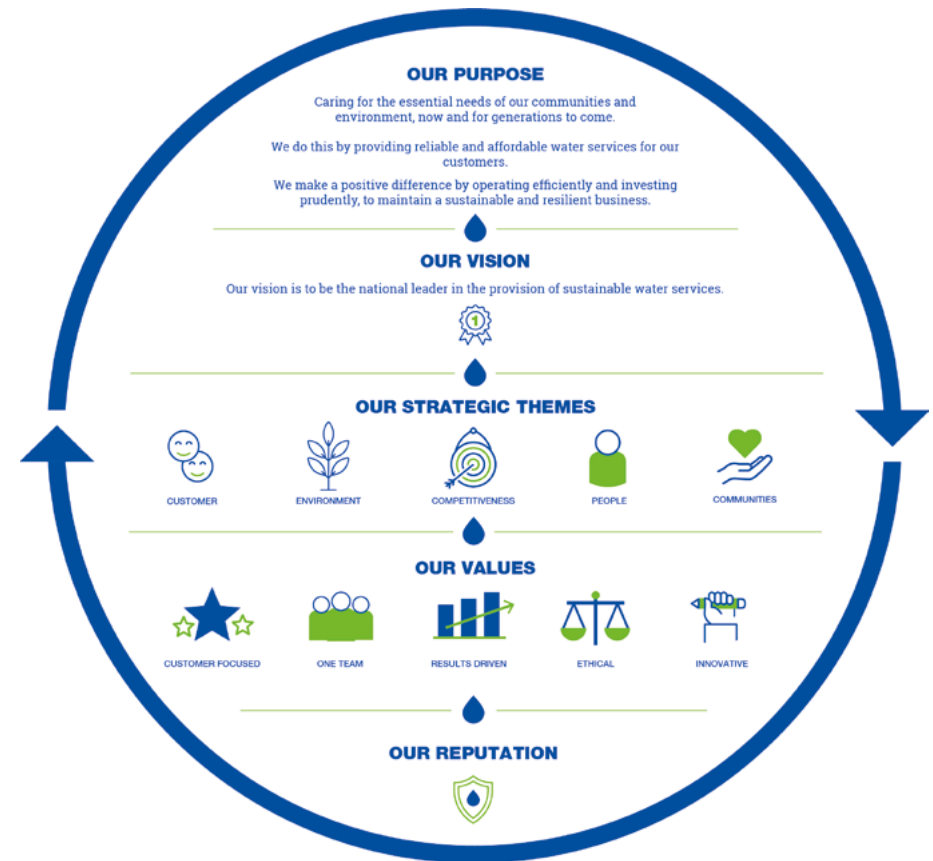 OUR PURPOSE
Caring for the essential needs of our communities and
environment, now and for generations to come.
We do this by providing reliable and affordable water services for our
customers.
We make a positive difference by operating efficiently and investing
prudently, to maintain a sustainable and resilient business.
OUR VISION
Our vision is to be the national leader in the provision of sustainable water services.
1
OUR STRATEGIC THEMES
CUSTOMER ENVIRONMENT COMPETITIVENESS PEOPLE COMMUNITIES
OUR VALUES
CUSTOMER FOCUSED ONE TEAM RESULTS DRIVEN ETHICAL INNOVATIVE
OUR REPUTATION